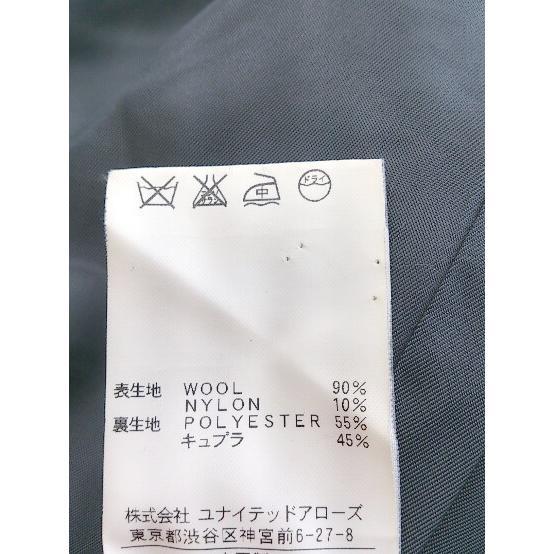 中 ドライ
表生地 WOOL 90%
NYLON 10%
裏生地 POLYESTER 55%
キュプラ 45%
株式会社 ユナイテッドアローズ
東京都渋谷区神宮前6-27-8